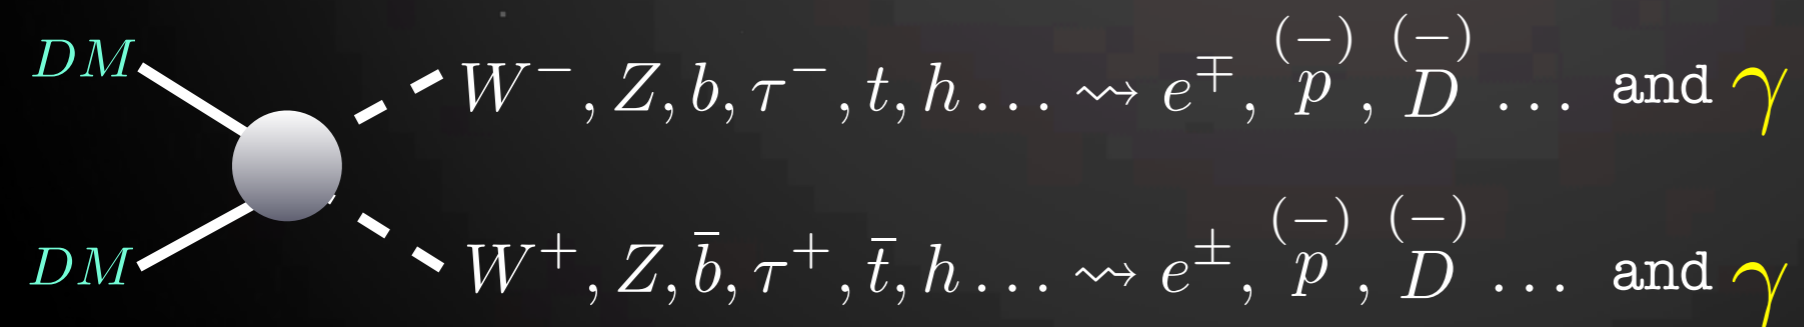 DM
W⁻, Z, b, τ⁻, t, h … ⇝ e^∓, (−)p, (−)D … and γ
DM
W⁺, Z, b̄, τ⁺, t̄, h … ⇝ e^±, (−)p, (−)D … and γ